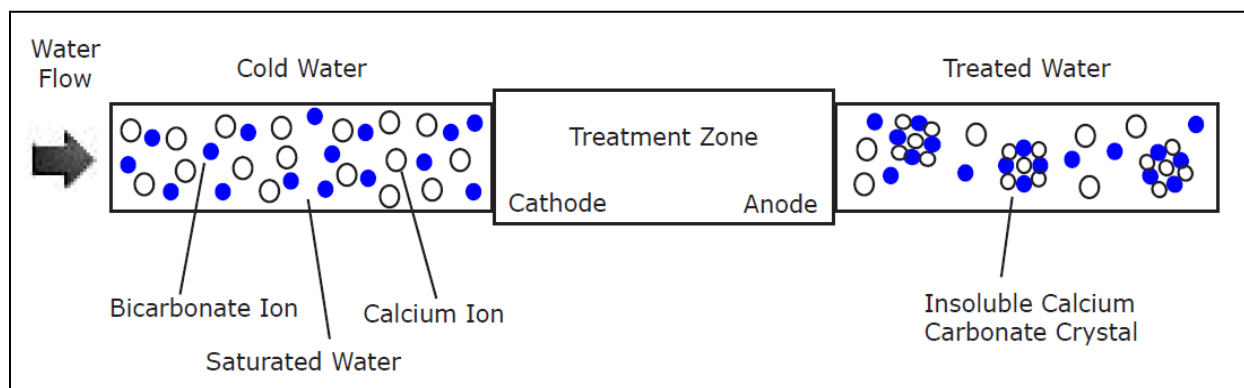 Water
Flow
Cold Water
Treated Water
Treatment Zone
Cathode
Anode
Bicarbonate Ion
Calcium Ion
Saturated Water
Insoluble Calcium
Carbonate Crystal